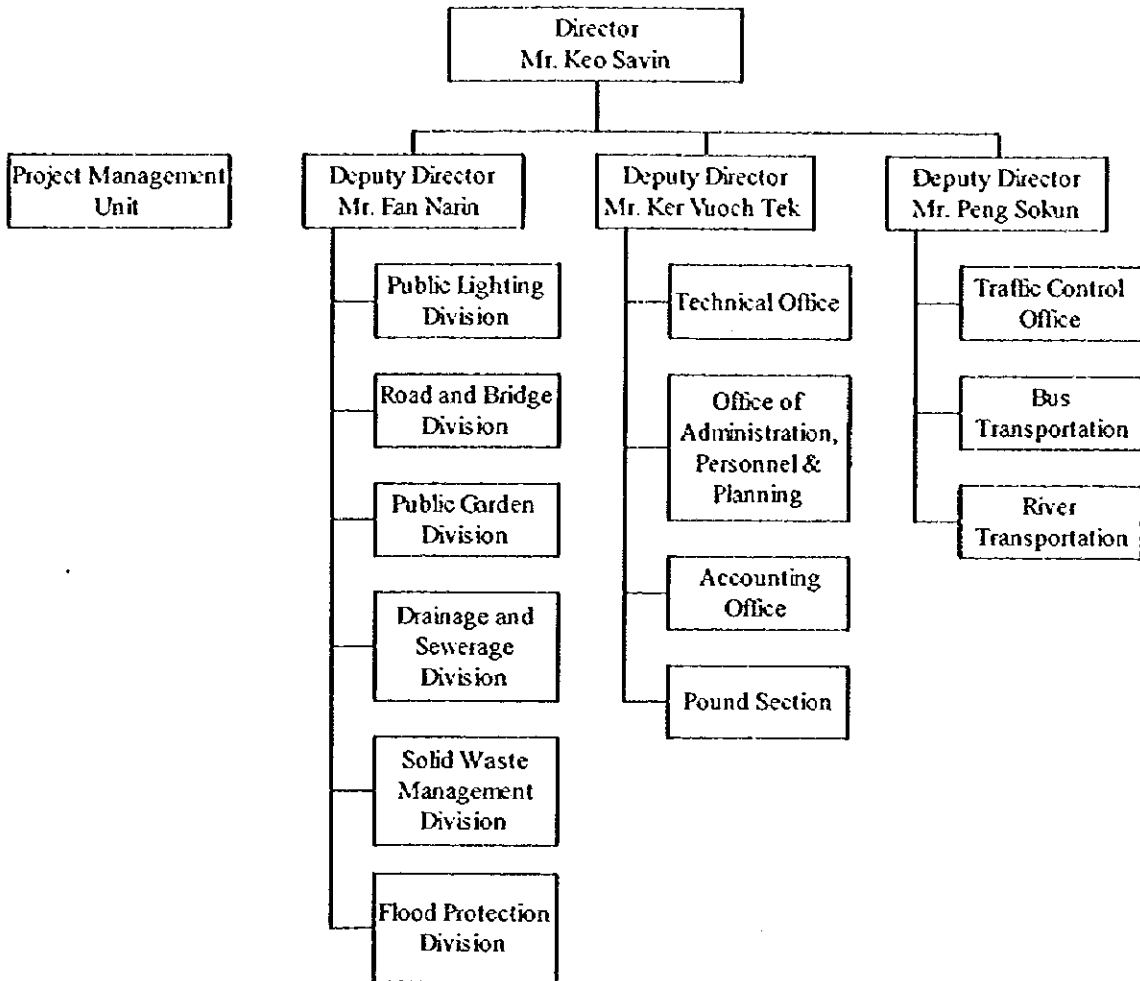 Director
Mr. Keo Savin
Project Management
Unit
Deputy Director
Mr. Fan Narin
Deputy Director
Mr. Ker Vuoch Tek
Deputy Director
Mr. Peng Sokun
Public Lighting
Division
Road and Bridge
Division
Public Garden
Division
Drainage and
Sewerage
Division
Solid Waste
Management
Division
Flood Protection
Division
Technical Office
Office of
Administration,
Personnel &
Planning
Accounting
Office
Pound Section
Traffic Control
Office
Bus
Transportation
River
Transportation